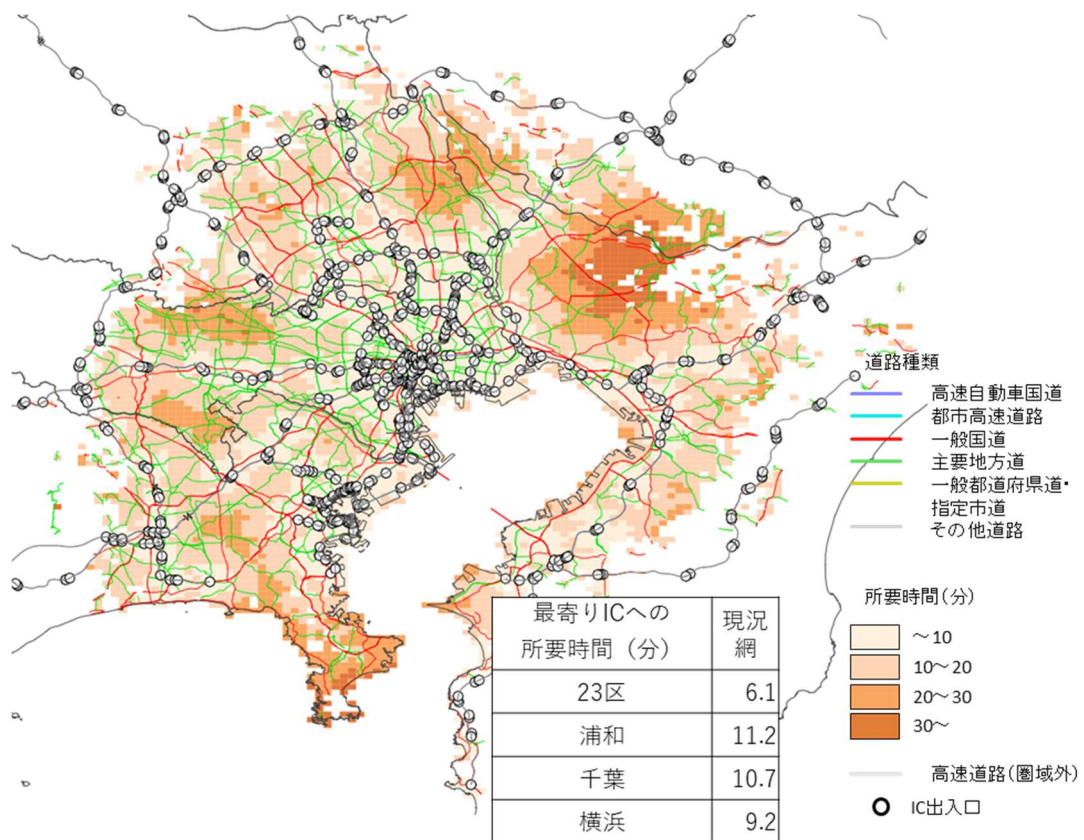 道路種類
高速自動車国道
都市高速道路
一般国道
主要地方道
一般都道府県道・
指定市道
その他道路
所要時間(分)
～10
10～20
20～30
30～
高速道路(圏域外)
IC出入口
最寄りICへの
所要時間（分）
現況
網
23区 6.1
浦和 11.2
千葉 10.7
横浜 9.2